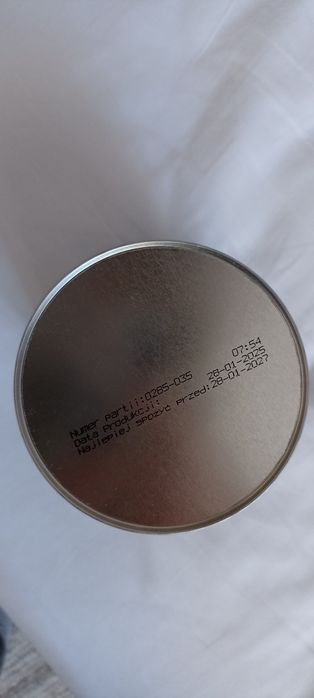 Numer Partii:0285-035 07:54
Data Produkcji: 28-01-2025
Najlepiej spożyć przed:28-01-2027